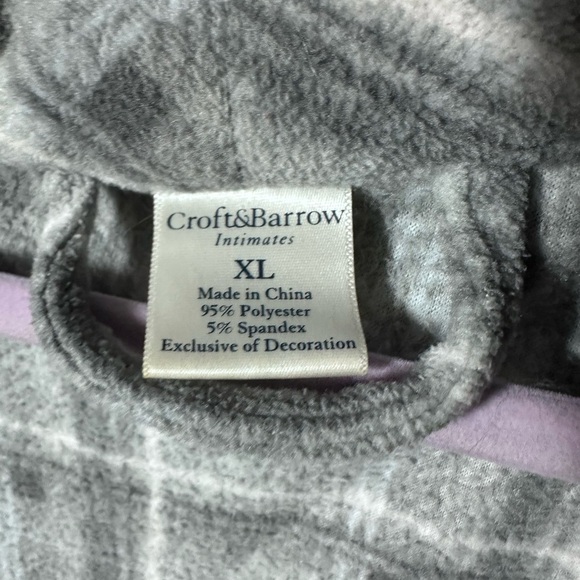 Croft&Barrow
Intimates
XL
Made in China
95% Polyester
5% Spandex
Exclusive of Decoration